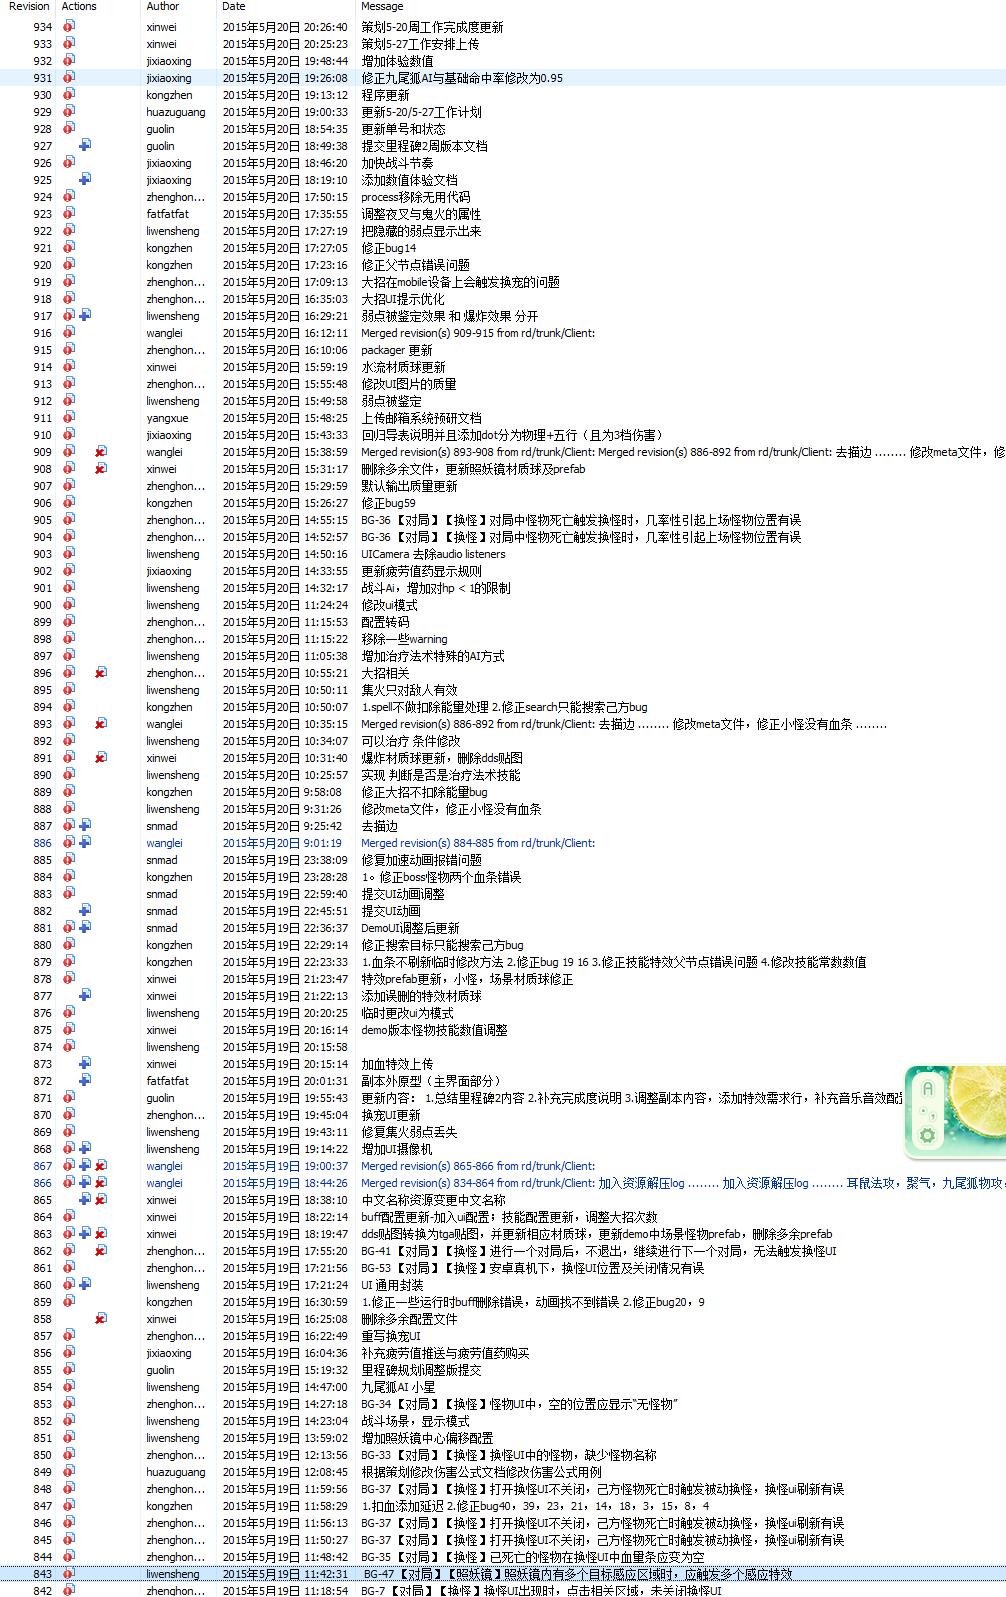 Revision Actions Author Date Message
934 xinwei 2015年5月20日 20:26:40 策划5-20周工作完成度更新
933 xinwei 2015年5月20日 20:25:23 策划5-27工作安排上传
932 jixiaoxing 2015年5月20日 19:48:44 增加体验数值
931 jixiaoxing 2015年5月20日 19:26:08 修正九尾狐AI与基础命中率修改为0.95
930 kongzhen 2015年5月20日 19:13:12 程序更新
929 huazuguang 2015年5月20日 19:00:33 更新5-20/5-27工作计划
928 guolin 2015年5月20日 18:54:35 更新单号和状态
927 guolin 2015年5月20日 18:49:38 提交里程碑2周版本文档
926 jixiaoxing 2015年5月20日 18:46:20 加快战斗节奏
925 jixiaoxing 2015年5月20日 18:19:10 添加数值体验文档
924 zhenghon... 2015年5月20日 17:50:15 process移除无用代码
923 fatfatfat 2015年5月20日 17:35:55 调整夜叉与鬼火的属性
922 liwensheng 2015年5月20日 17:27:19 把隐藏的弱点显示出来
921 kongzhen 2015年5月20日 17:27:05 修正bug14
920 kongzhen 2015年5月20日 17:23:16 修正父节点错误问题
919 zhenghon... 2015年5月20日 17:09:13 大招在mobile设备上会触发换宠的问题
918 zhenghon... 2015年5月20日 16:35:03 大招UI提示优化
917 liwensheng 2015年5月20日 16:29:21 弱点被鉴定效果 和 爆炸效果 分开
916 wanglei 2015年5月20日 16:12:11 Merged revision(s) 909-915 from rd/trunk/Client:
915 zhenghon... 2015年5月20日 16:10:06 packager 更新
914 xinwei 2015年5月20日 15:59:19 水流材质球更新
913 zhenghon... 2015年5月20日 15:55:48 修改UI图片的质量
912 liwensheng 2015年5月20日 15:49:58 弱点被鉴定
911 yangxue 2015年5月20日 15:48:25 上传邮箱系统预研文档
910 jixiaoxing 2015年5月20日 15:43:33 回归导表说明并且添加dot分为物理+五行（且为3档伤害）
909 wanglei 2015年5月20日 15:38:59 Merged revision(s) 893-908 from rd/trunk/Client: Merged revision(s) 886-892 from rd/trunk/Client: 去描边 ........ 修改meta文件，修
908 xinwei 2015年5月20日 15:31:17 删除多余文件，更新照妖镜材质球及prefab
907 zhenghon... 2015年5月20日 15:29:59 默认输出质量更新
906 kongzhen 2015年5月20日 15:26:27 修正bug59
905 zhenghon... 2015年5月20日 14:55:15 BG-36【对局】【换怪】对局中怪物死亡触发换怪时，几率性引起上场怪物位置有误
904 zhenghon... 2015年5月20日 14:52:57 BG-36【对局】【换怪】对局中怪物死亡触发换怪时，几率性引起上场怪物位置有误
903 liwensheng 2015年5月20日 14:50:16 UICamera 去除audio listeners
902 jixiaoxing 2015年5月20日 14:33:55 更新疲劳值药显示规则
901 liwensheng 2015年5月20日 14:32:17 战斗Ai，增加对hp < 1的限制
900 liwensheng 2015年5月20日 11:24:24 修改ui模式
899 zhenghon... 2015年5月20日 11:15:53 配置转码
898 zhenghon... 2015年5月20日 11:15:22 移除一些warning
897 liwensheng 2015年5月20日 11:05:38 增加治疗法术特殊的AI方式
896 zhenghon... 2015年5月20日 10:55:21 大招相关
895 liwensheng 2015年5月20日 10:50:11 集火只对敌人有效
894 kongzhen 2015年5月20日 10:50:07 1.spell不做扣除能量处理 2.修正search只能搜索己方bug
893 wanglei 2015年5月20日 10:35:15 Merged revision(s) 886-892 from rd/trunk/Client: 去描边 ........ 修改meta文件，修正小怪没有血条 ........
892 liwensheng 2015年5月20日 10:34:07 可以治疗 条件修改
891 xinwei 2015年5月20日 10:31:40 爆炸材质球更新，删除dds贴图
890 liwensheng 2015年5月20日 10:25:57 实现 判断是否是治疗法术技能
889 kongzhen 2015年5月20日 9:58:08 修正大招不扣除能量bug
888 liwensheng 2015年5月20日 9:31:26 修改meta文件，修正小怪没有血条
887 snmad 2015年5月20日 9:25:42 去描边
886 wanglei 2015年5月20日 9:01:19 Merged revision(s) 884-885 from rd/trunk/Client:
885 snmad 2015年5月19日 23:38:09 修复加速动画报错问题
884 kongzhen 2015年5月19日 23:28:28 1。修正boss怪物两个血条错误
883 snmad 2015年5月19日 22:59:40 提交UI动画调整
882 snmad 2015年5月19日 22:45:51 提交UI动画
881 snmad 2015年5月19日 22:36:37 DemoUI调整后更新
880 kongzhen 2015年5月19日 22:29:14 修正搜索目标只能搜索己方bug
879 kongzhen 2015年5月19日 22:23:33 1.血条不刷新临时修改方法 2.修正bug 19 16 3.修正技能特效父节点错误问题 4.修改技能常数数值
878 xinwei 2015年5月19日 21:23:47 特效prefab更新，小怪，场景材质球修正
877 xinwei 2015年5月19日 21:22:13 添加误删的特效材质球
876 liwensheng 2015年5月19日 20:20:25 临时更改ui为模式
875 xinwei 2015年5月19日 20:16:14 demo版本怪物技能数值调整
874 liwensheng 2015年5月19日 20:15:58
873 xinwei 2015年5月19日 20:15:14 加血特效上传
872 fatfatfat 2015年5月19日 20:01:31 副本外原型（主界面部分）
871 guolin 2015年5月19日 19:55:43 更新内容： 1.总结里程碑2内容 2.补充完成度说明 3.调整副本内容，添加特效需求行，补充音乐音效配
870 zhenghon... 2015年5月19日 19:45:04 换宠UI更新
869 liwensheng 2015年5月19日 19:43:11 修复集火弱点丢失
868 liwensheng 2015年5月19日 19:14:22 增加UI摄像机
867 wanglei 2015年5月19日 19:00:37 Merged revision(s) 865-866 from rd/trunk/Client:
866 wanglei 2015年5月19日 18:44:26 Merged revision(s) 834-864 from rd/trunk/Client: 加入资源解压log ........ 加入资源解压log ........ 耳鼠法攻，聚气，九尾狐物攻，
865 xinwei 2015年5月19日 18:38:10 中文名称资源变更中文名称
864 xinwei 2015年5月19日 18:22:14 buff配置更新-加入ui配置；技能配置更新，调整大招次数
863 xinwei 2015年5月19日 18:19:47 dds贴图转换为tga贴图，并更新相应材质球，更新demo中场景怪物prefab，删除多余prefab
862 zhenghon... 2015年5月19日 17:55:20 BG-41【对局】【换怪】进行一个对局后，不退出，继续进行下一个对局，无法触发换怪UI
861 zhenghon... 2015年5月19日 17:21:56 BG-53【对局】【换怪】安卓真机下，换怪UI位置及关闭情况有误
860 liwensheng 2015年5月19日 17:21:24 UI 通用封装
859 kongzhen 2015年5月19日 16:30:59 1.修正一些运行时buff删除错误，动画找不到错误 2.修正bug20，9
858 xinwei 2015年5月19日 16:25:08 删除多余配置文件
857 zhenghon... 2015年5月19日 16:22:49 重写换宠UI
856 jixiaoxing 2015年5月19日 16:04:36 补充疲劳值推送与疲劳值药购买
855 guolin 2015年5月19日 15:19:32 里程碑规划调整版提交
854 liwensheng 2015年5月19日 14:47:00 九尾狐AI 小星
853 zhenghon... 2015年5月19日 14:27:18 BG-34【对局】【换怪】怪物UI中，空的位置应显示“无怪物”
852 liwensheng 2015年5月19日 14:23:04 战斗场景，显示模式
851 liwensheng 2015年5月19日 13:59:02 增加照妖镜中心偏移配置
850 zhenghon... 2015年5月19日 12:13:56 BG-33【对局】【换怪】换怪UI中的怪物，缺少怪物名称
849 huazuguang 2015年5月19日 12:08:45 根据策划修改伤害公式文档修改伤害公式用例
848 zhenghon... 2015年5月19日 11:59:56 BG-37【对局】【换怪】打开换怪UI不关闭，己方怪物死亡时触发被动换怪，换怪ui刷新有误
847 kongzhen 2015年5月19日 11:58:29 1.扣血添加延迟 2.修正bug40，39，23，21，14，18，3，15，8，4
846 zhenghon... 2015年5月19日 11:56:13 BG-37【对局】【换怪】打开换怪UI不关闭，己方怪物死亡时触发被动换怪，换怪ui刷新有误
845 zhenghon... 2015年5月19日 11:50:27 BG-37【对局】【换怪】打开换怪UI不关闭，己方怪物死亡时触发被动换怪，换怪ui刷新有误
844 zhenghon... 2015年5月19日 11:48:42 BG-35【对局】【换怪】已死亡的怪物在换怪UI中血量条应变为空
843 liwensheng 2015年5月19日 11:42:31 BG-47【对局】【照妖镜】照妖镜内有多个目标感应区域时，应触发多个感应特效
842 zhenghon... 2015年5月19日 11:18:54 BG-7【对局】【换怪】换怪UI出现时，点击相关区域，未关闭换怪UI